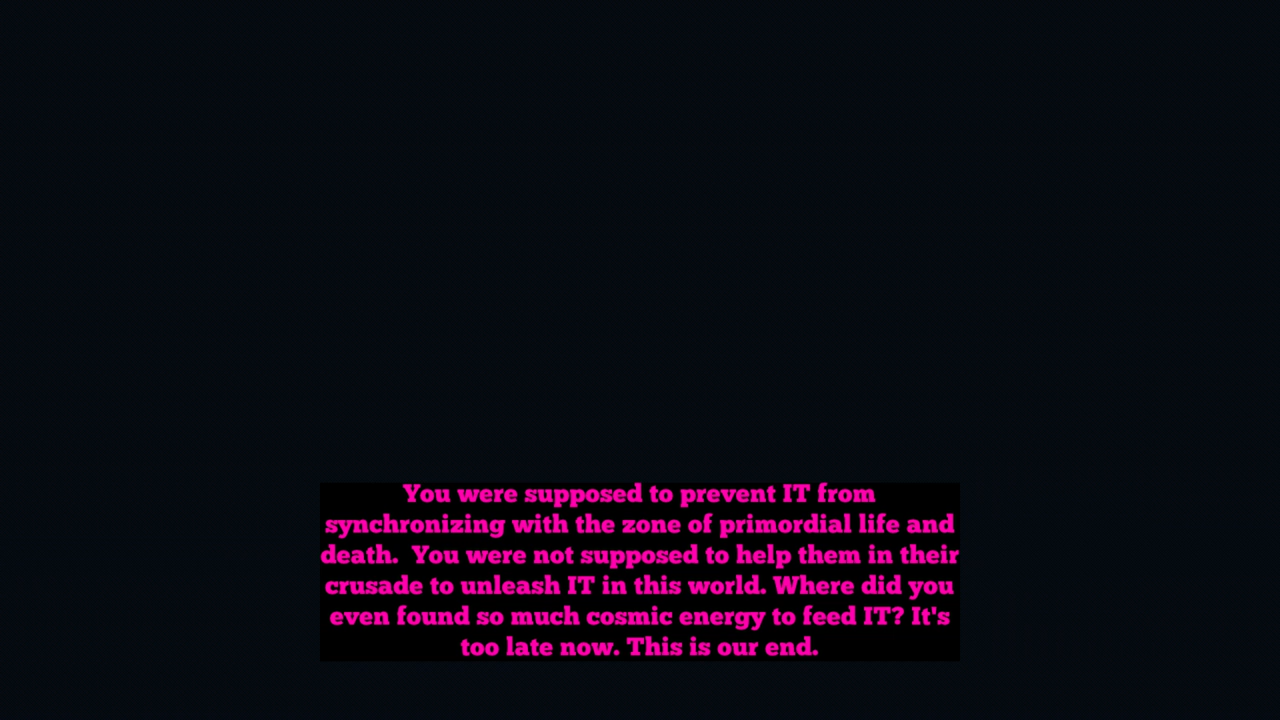 You were supposed to prevent IT from
synchronizing with the zone of primordial life and
death.  You were not supposed to help them in their
crusade to unleash IT in this world. Where did you
even found so much cosmic energy to feed IT? It's
too late now. This is our end.